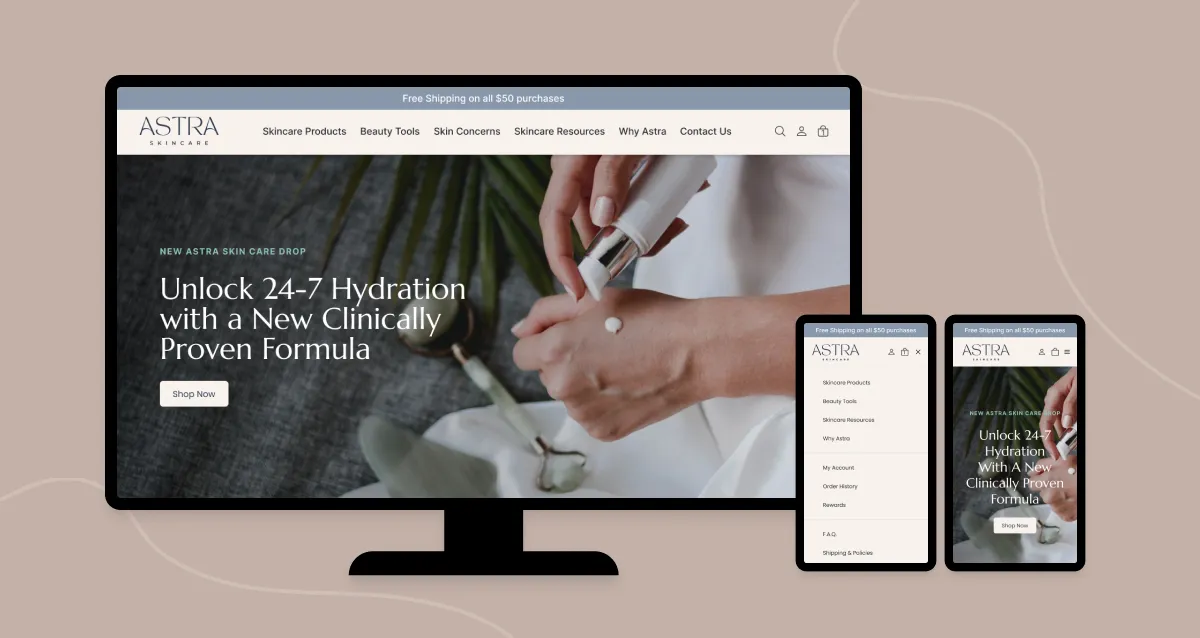 Free Shipping on all $50 purchases
ASTRA
SKINCARE
Skincare Products Beauty Tools Skin Concerns Skincare Resources Why Astra Contact Us
NEW ASTRA SKIN CARE DROP
Unlock 24-7 Hydration
with a New Clinically
Proven Formula
Shop Now
Free Shipping on all $50 purchases
ASTRA
SKINCARE
Skincare Products
Beauty Tools
Skincare Resources
Why Astra
My Account
Order History
Rewards
F.A.Q.
Shipping & Policies
Free Shipping on all $50 purchases
ASTRA
SKINCARE
NEW ASTRA SKIN CARE DROP
Unlock 24-7
Hydration
With A New
Clinically Proven
Formula
Shop Now